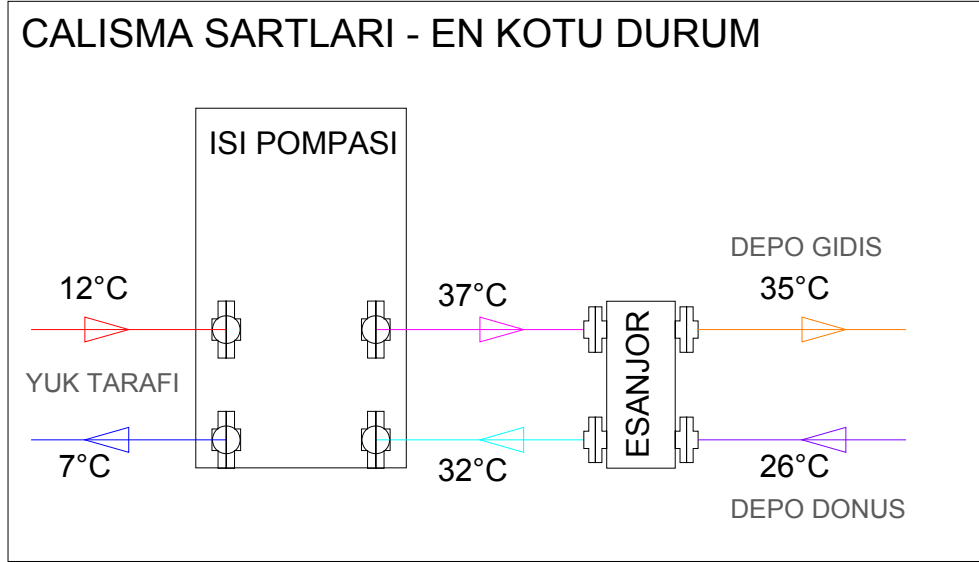 CALISMA SARTLARI - EN KOTU DURUM
ISI POMPASI
DEPO GIDIS
12°C
37°C
35°C
YUK TARAFI
ESANJOR
7°C
32°C
26°C
DEPO DONUS